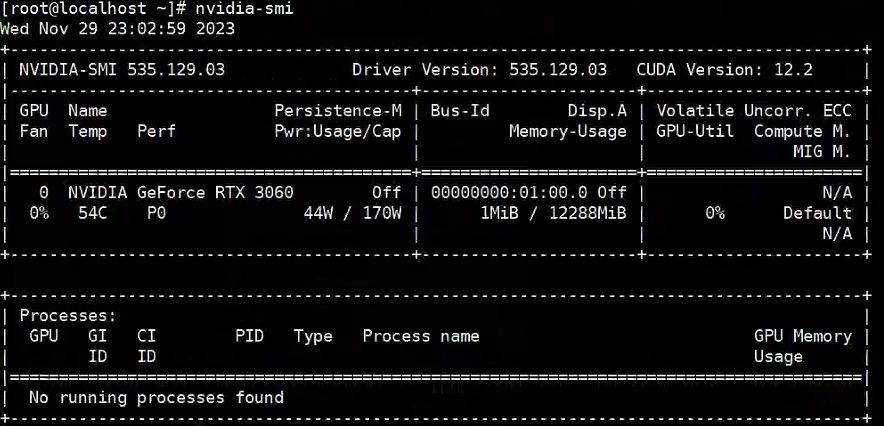 [root@localhost ~]# nvidia-smi
Wed Nov 29 23:02:59 2023
+---------------------------------------------------------------------------------------+
| NVIDIA-SMI 535.129.03             Driver Version: 535.129.03   CUDA Version: 12.2     |
|-----------------------------------------+----------------------+----------------------+
| GPU  Name                 Persistence-M | Bus-Id        Disp.A | Volatile Uncorr. ECC |
| Fan  Temp   Perf          Pwr:Usage/Cap |         Memory-Usage | GPU-Util  Compute M. |
|                                         |                      |               MIG M. |
|=========================================+======================+======================|
|   0  NVIDIA GeForce RTX 3060        Off | 00000000:01:00.0 Off |                  N/A |
|  0%   54C    P0              44W / 170W |     1MiB / 12288MiB |      0%      Default |
|                                         |                      |                  N/A |
+-----------------------------------------+----------------------+----------------------+
+---------------------------------------------------------------------------------------+
| Processes:                                                                            |
|  GPU   GI   CI        PID   Type   Process name                            GPU Memory |
|        ID   ID                                                             Usage      |
|=======================================================================================|
|  No running processes found                                                           |
+---------------------------------------------------------------------------------------+